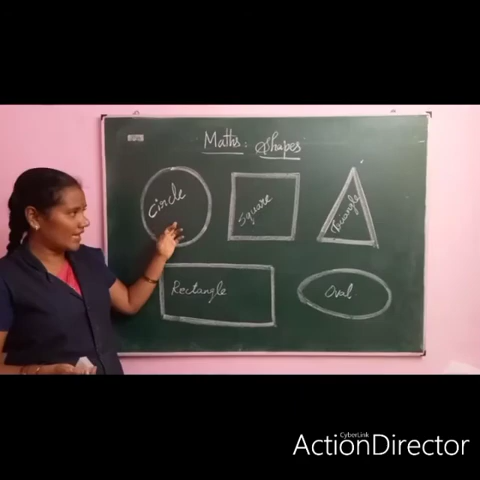 Maths: Shapes
Circle
Square
Triangle
Rectangle
Oval
CyberLink
ActionDirector